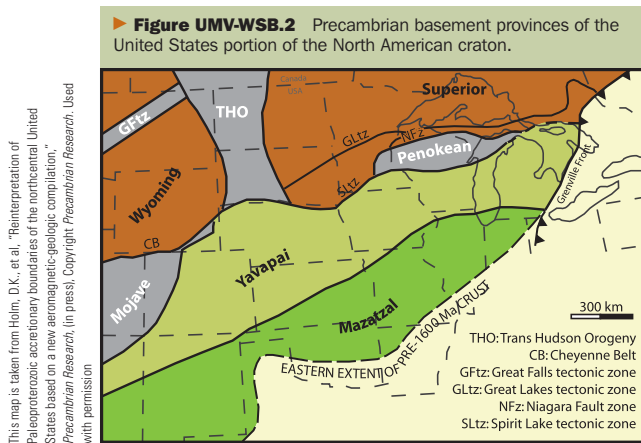 ► Figure UMV-WSB.2 Precambrian basement provinces of the
United States portion of the North American craton.
This map is taken from Holm, D.K., et al, "Reinterpretation of
Paleoproterozoic accretionary boundaries of the northcentral United
States based on a new aeromagnetic-geologic compilation,"
Precambrian Research, (in press). Copyright Precambrian Research. Used
with permission
Canada
USA
Superior
THO
GFtz
GLtz
NFz
Penokean
SLtz
Wyoming
Grenville Front
CB
Yavapai
Mojave
Mazatzal
EASTERN EXTENT OF PRE-1600 Ma CRUST
300 km
THO: Trans Hudson Orogeny
CB: Cheyenne Belt
GFtz: Great Falls tectonic zone
GLtz: Great Lakes tectonic zone
NFz: Niagara Fault zone
SLtz: Spirit Lake tectonic zone